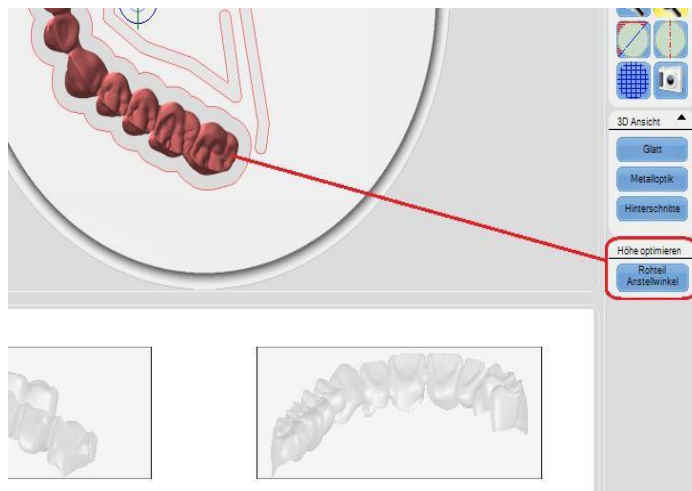 3D Ansicht
Glatt
Metalloptik
Hinterschnitte
Höhe optimieren
Rohteil
Anstellwinkel